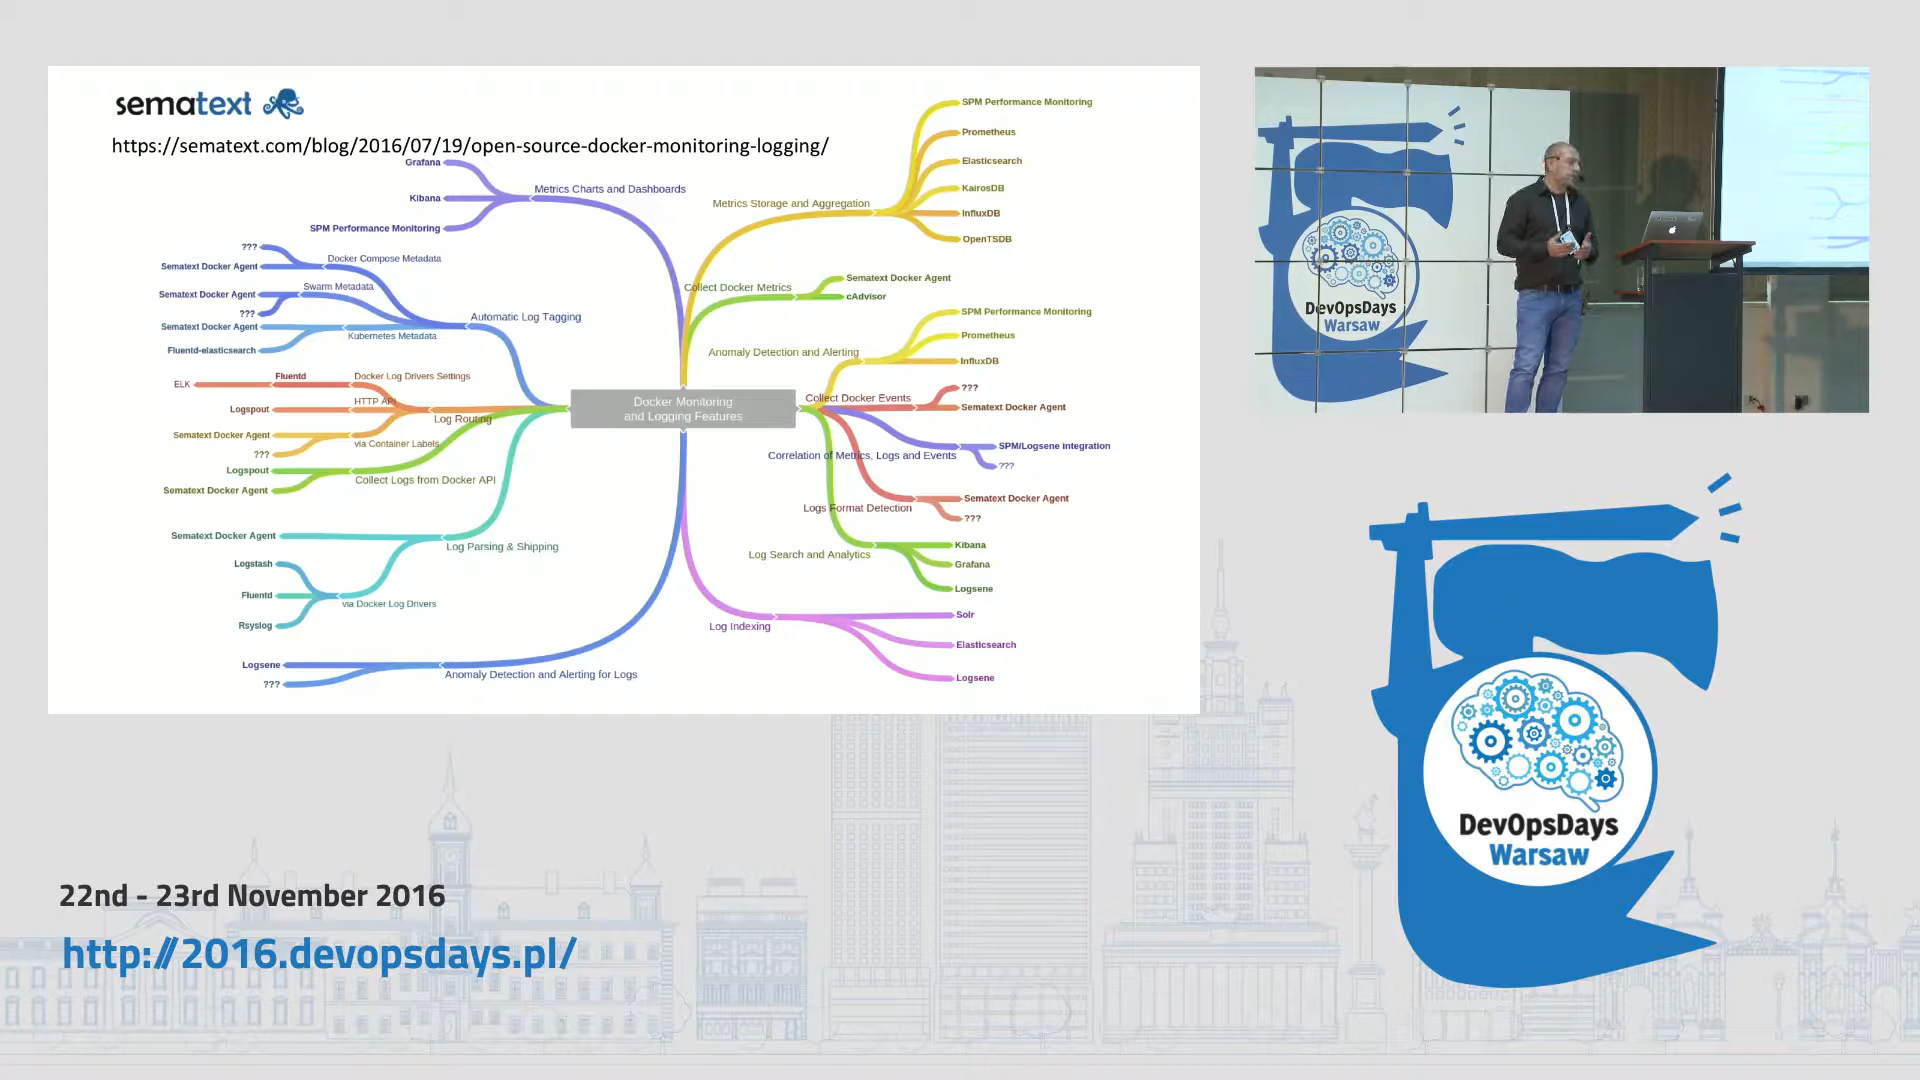 sematext
https://sematext.com/blog/2016/07/19/open-source-docker-monitoring-logging/
Grafana
Kibana
SPM Performance Monitoring
Metrics Charts and Dashboards
???
Sematext Docker Agent
Docker Compose Metadata
Sematext Docker Agent
???
Swarm Metadata
Sematext Docker Agent
Fluentd-elasticsearch
Kubernetes Metadata
Automatic Log Tagging
ELK
Fluentd
Docker Log Drivers Settings
Logspout
HTTP API
Sematext Docker Agent
???
via Container Labels
Log Routing
Logspout
Sematext Docker Agent
Collect Logs from Docker API
Sematext Docker Agent
Log Parsing & Shipping
Logstash
Fluentd
Rsyslog
via Docker Log Drivers
Logsene
???
Anomaly Detection and Alerting for Logs
Docker Monitoring
and Logging Features
Metrics Storage and Aggregation
SPM Performance Monitoring
Prometheus
Elasticsearch
KairosDB
InfluxDB
OpenTSDB
Collect Docker Metrics
Sematext Docker Agent
cAdvisor
Anomaly Detection and Alerting
SPM Performance Monitoring
Prometheus
InfluxDB
Collect Docker Events
???
Sematext Docker Agent
Correlation of Metrics, Logs and Events
SPM/Logsene integration
???
Logs Format Detection
Sematext Docker Agent
???
Log Search and Analytics
Kibana
Grafana
Logsene
Log Indexing
Solr
Elasticsearch
Logsene
DevOpsDays
Warsaw
DevOpsDays
Warsaw
22nd - 23rd November 2016
http://2016.devopsdays.pl/